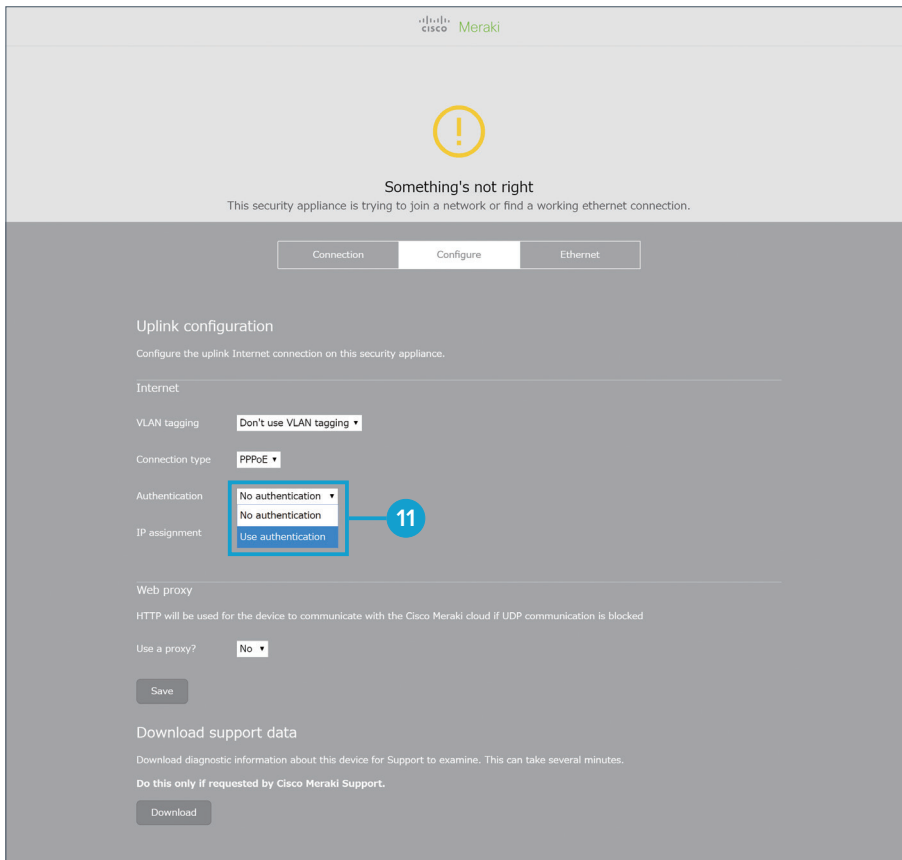 cisco Meraki
Something's not right
This security appliance is trying to join a network or find a working ethernet connection.
Connection Configure Ethernet
Uplink configuration
Configure the uplink Internet connection on this security appliance.
Internet
VLAN tagging Don't use VLAN tagging
Connection type PPPoE
Authentication No authentication
No authentication
11
IP assignment Use authentication
Web proxy
HTTP will be used for the device to communicate with the Cisco Meraki cloud if UDP communication is blocked
Use a proxy? No
Save
Download support data
Download diagnostic information about this device for Support to examine. This can take several minutes.
Do this only if requested by Cisco Meraki Support.
Download